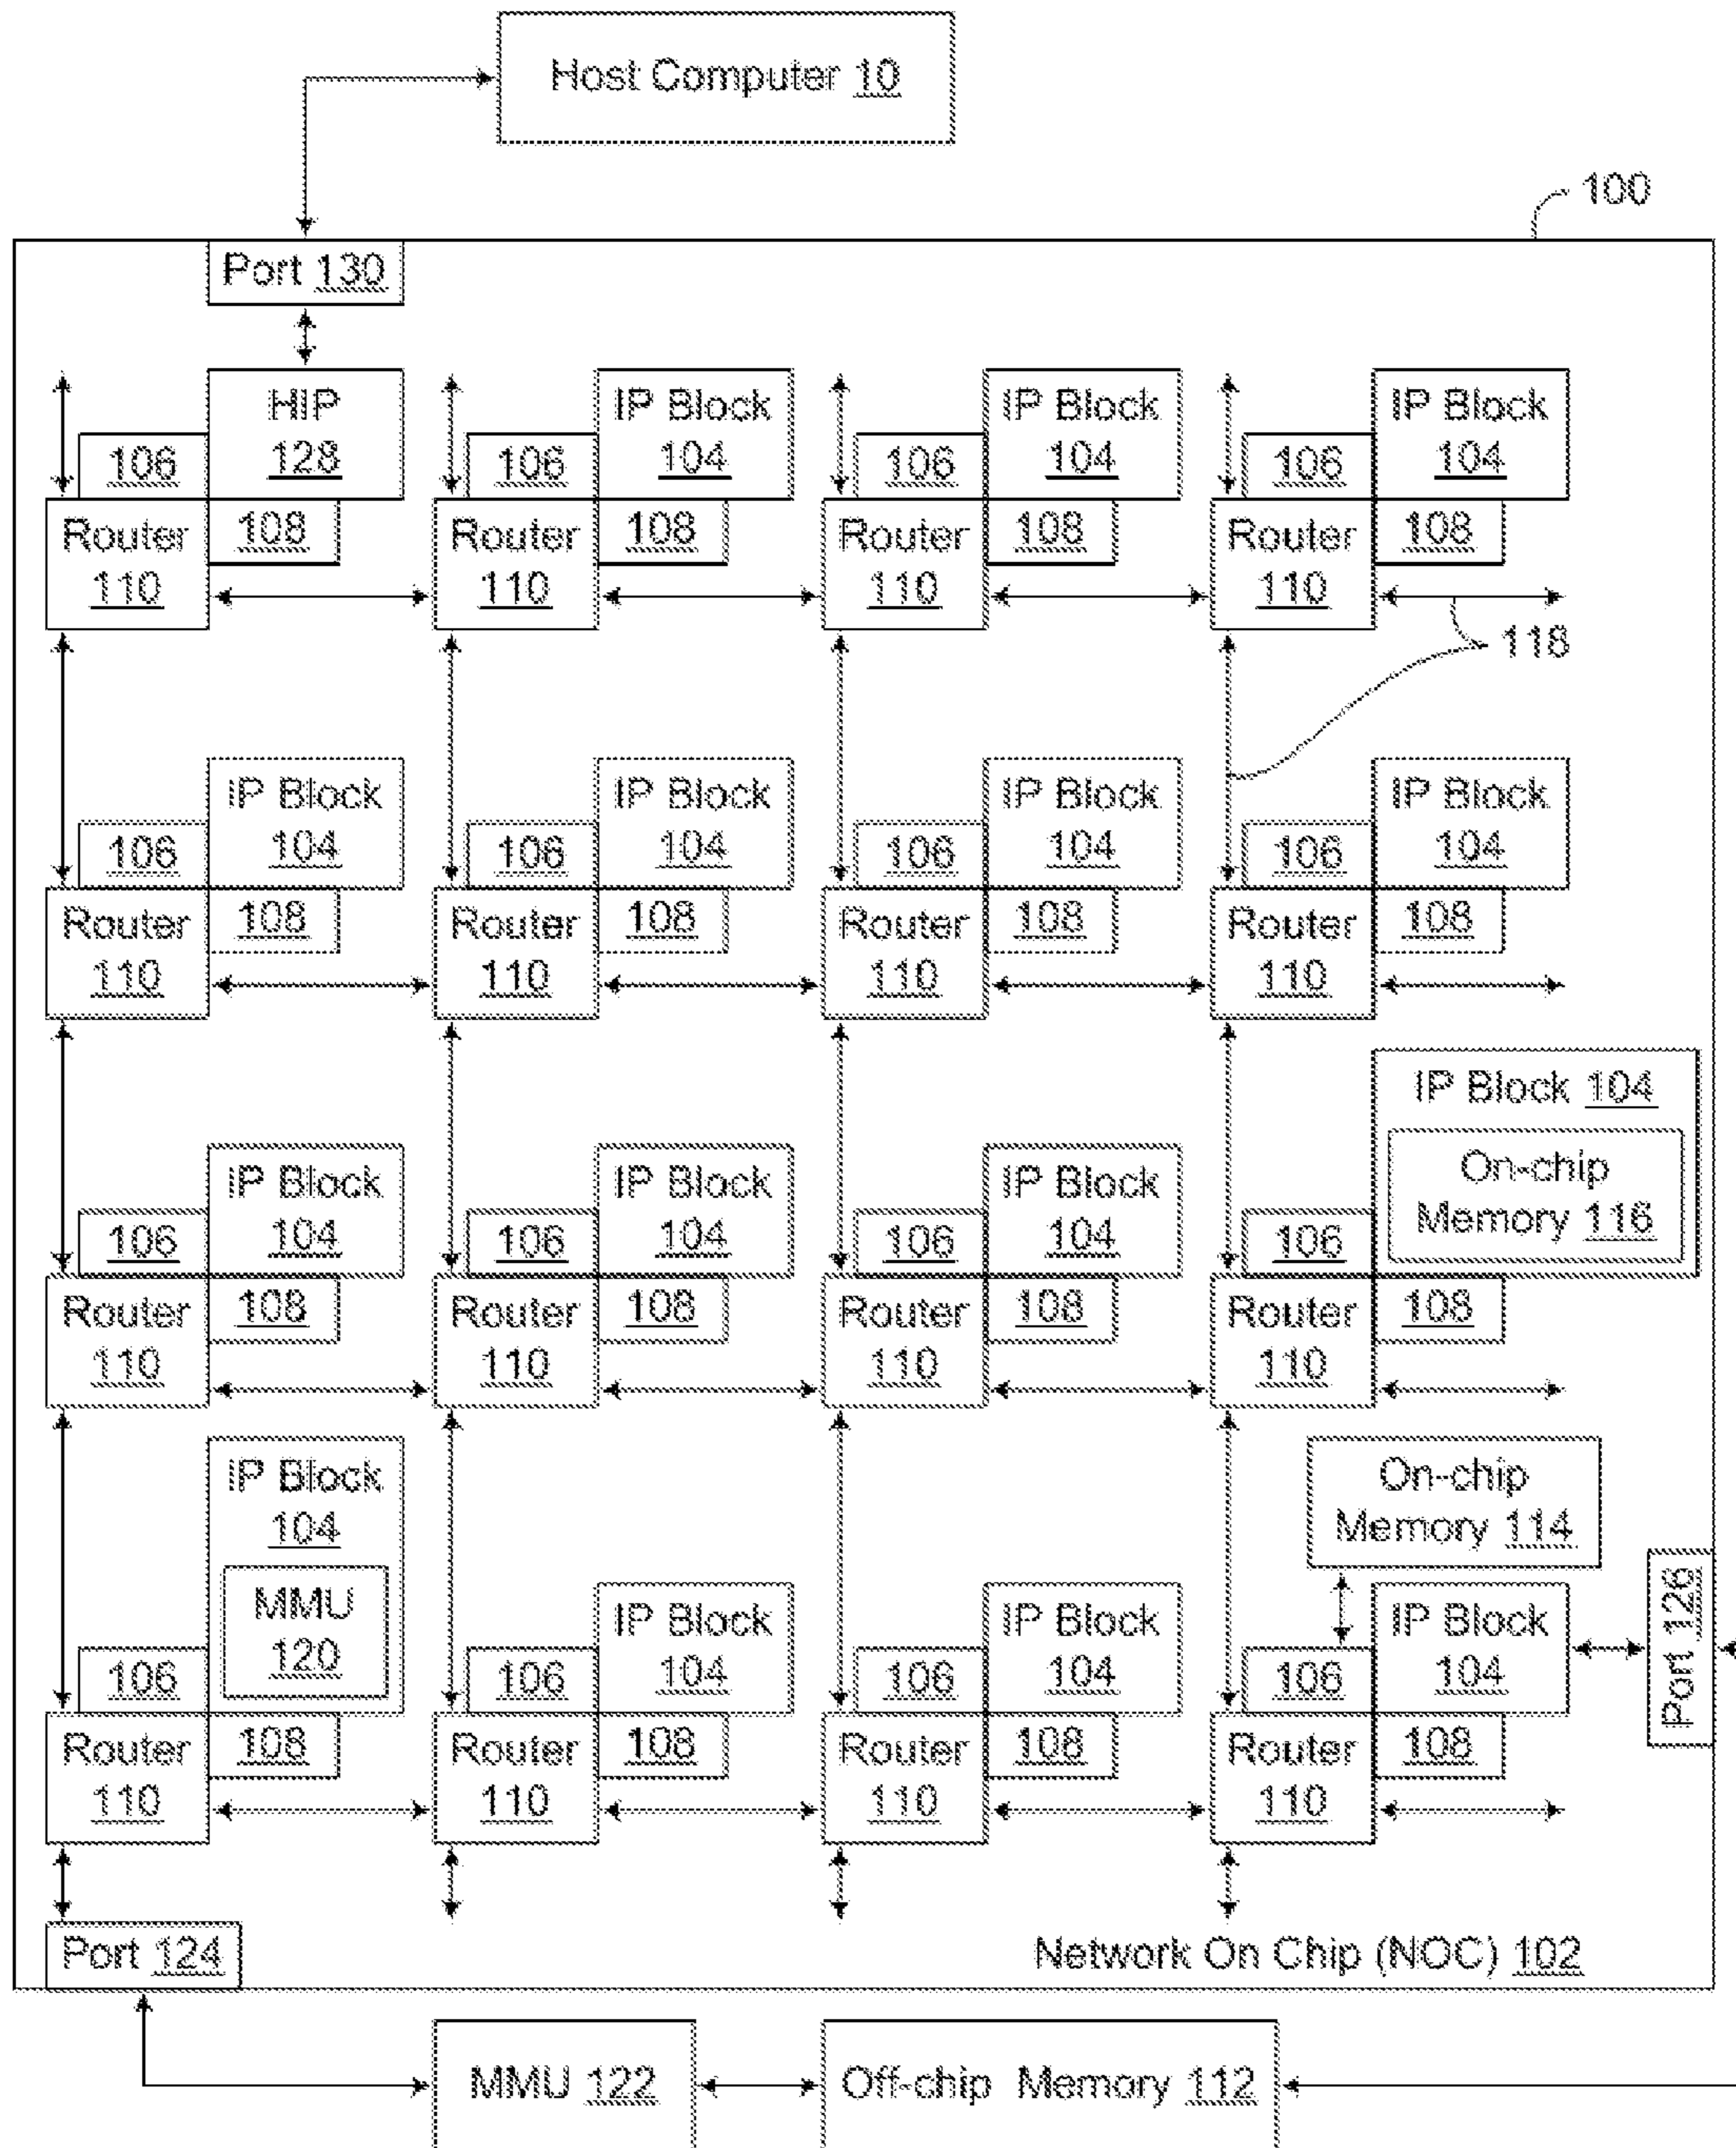 Host Computer 10
100
Port 130
HIP
128
106
Router
110
108
IP Block
104
106
Router
110
108
IP Block
104
106
Router
110
108
IP Block
104
106
Router
110
108
118
IP Block
104
106
Router
110
108
IP Block
104
106
Router
110
108
IP Block
104
106
Router
110
108
IP Block
104
106
Router
110
108
IP Block
104
106
Router
110
108
IP Block
104
106
Router
110
108
IP Block
104
106
Router
110
108
IP Block 104
On-chip
Memory 116
106
Router
110
108
IP Block
104
MMU
120
106
Router
110
108
IP Block
104
106
Router
110
108
IP Block
104
106
Router
110
108
On-chip
Memory 114
IP Block
104
106
Router
110
108
Port 126
Port 124
Network On Chip (NOC) 102
MMU 122
Off-chip Memory 112